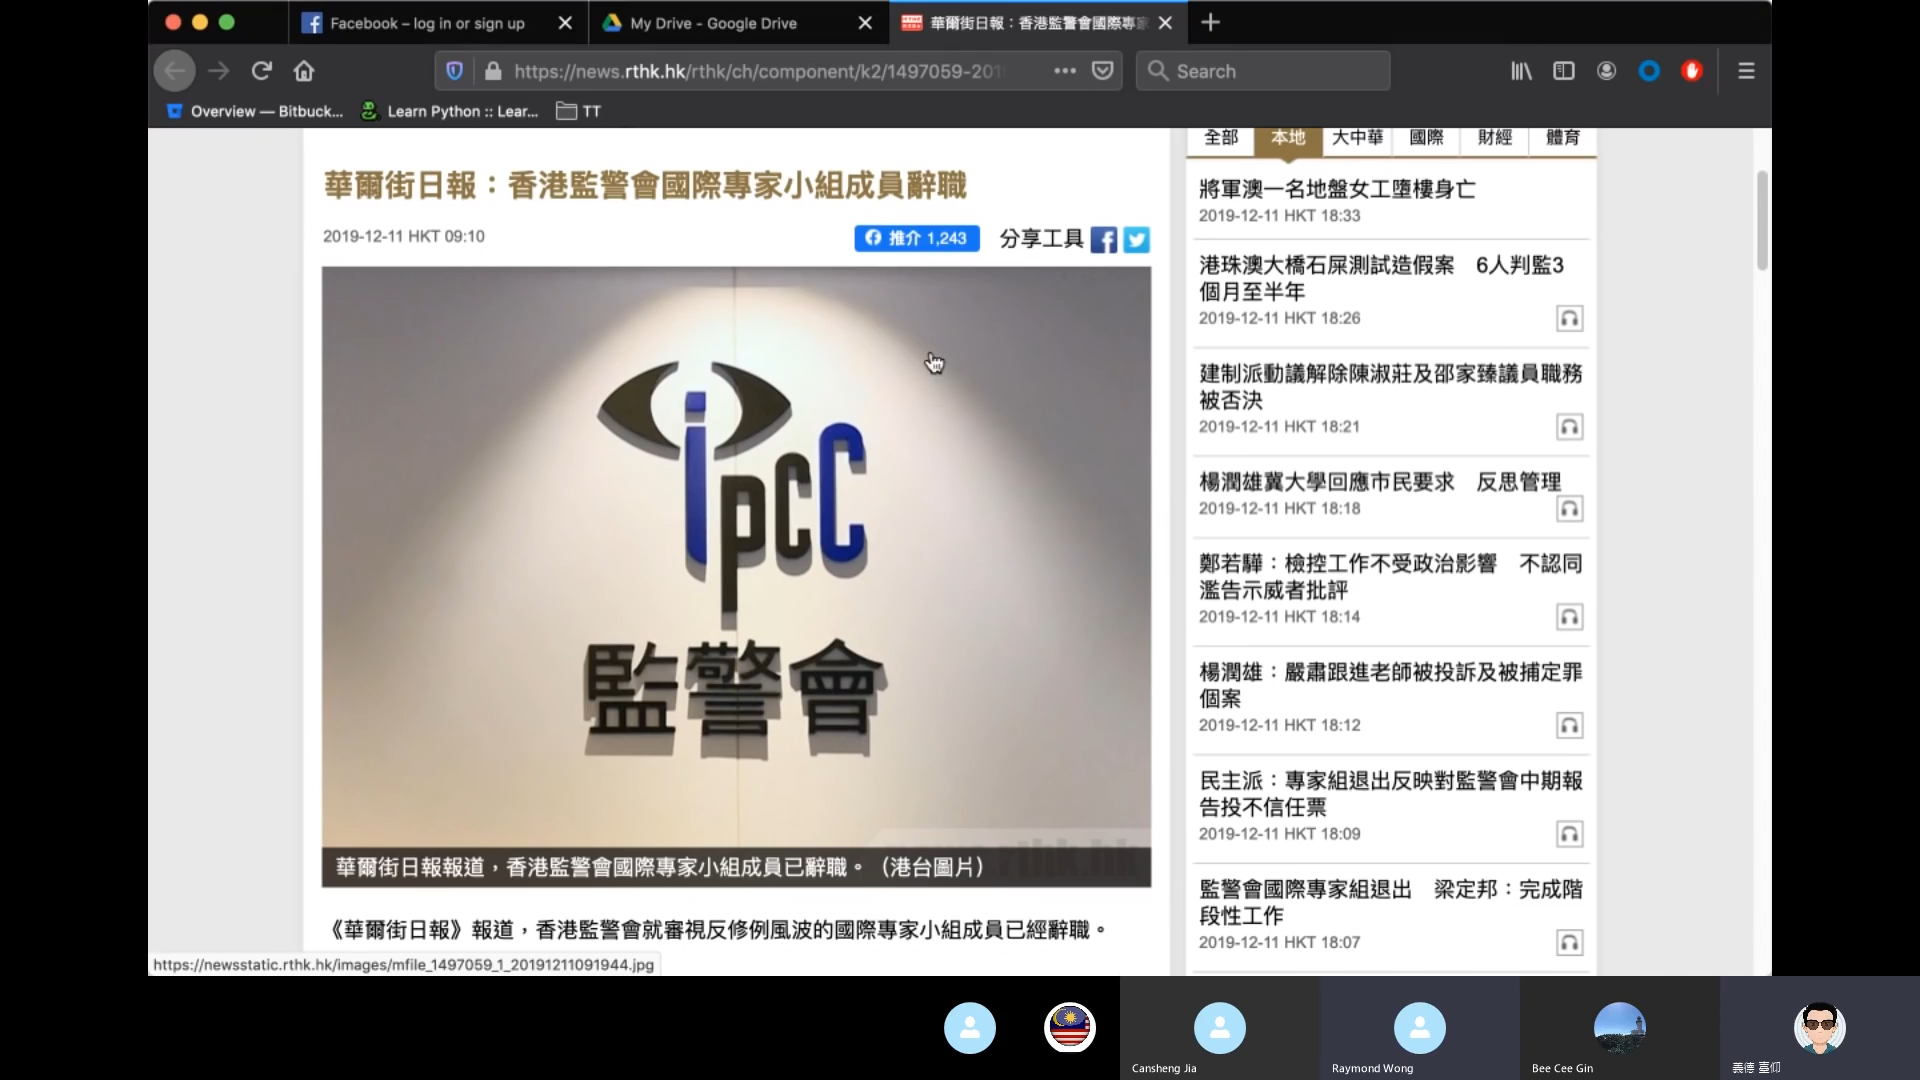 Facebook – log in or sign up
My Drive - Google Drive
華爾街日報：香港監警會國際專
https://news.rthk.hk/rthk/ch/component/k2/1497059-201
Search
Overview — Bitbuck...
Learn Python :: Lear...
TT
華爾街日報：香港監警會國際專家小組成員辭職
2019-12-11 HKT 09:10
推介 1,243
分享工具
ipcc
監警會
華爾街日報報道，香港監警會國際專家小組成員已辭職。（港台圖片）
《華爾街日報》報道，香港監警會就審視反修例風波的國際專家小組成員已經辭職。
https://newsstatic.rthk.hk/images/mfile_1497059_1_20191211091944.jpg
全部 本地 大中華 國際 財經 體育
將軍澳一名地盤女工墮樓身亡
2019-12-11 HKT 18:33
港珠澳大橋石屎測試造假案　6人判監3
個月至半年
2019-12-11 HKT 18:26
建制派動議解除陳淑莊及邵家臻議員職務
被否決
2019-12-11 HKT 18:21
楊潤雄冀大學回應市民要求　反思管理
2019-12-11 HKT 18:18
鄭若驊：檢控工作不受政治影響　不認同
濫告示威者批評
2019-12-11 HKT 18:14
楊潤雄：嚴肅跟進老師被投訴及被捕定罪
個案
2019-12-11 HKT 18:12
民主派：專家組退出反映對監警會中期報
告投不信任票
2019-12-11 HKT 18:09
監警會國際專家組退出　梁定邦：完成階
段性工作
2019-12-11 HKT 18:07
Cansheng Jia
Raymond Wong
Bee Cee Gin